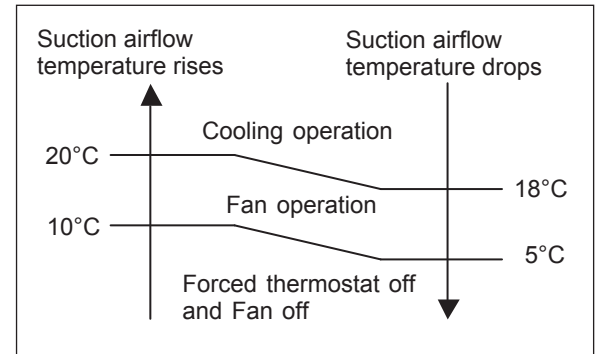 Suction airflow
temperature rises
Suction airflow
temperature drops
Cooling operation
20°C
18°C
Fan operation
10°C
5°C
Forced thermostat off
and Fan off